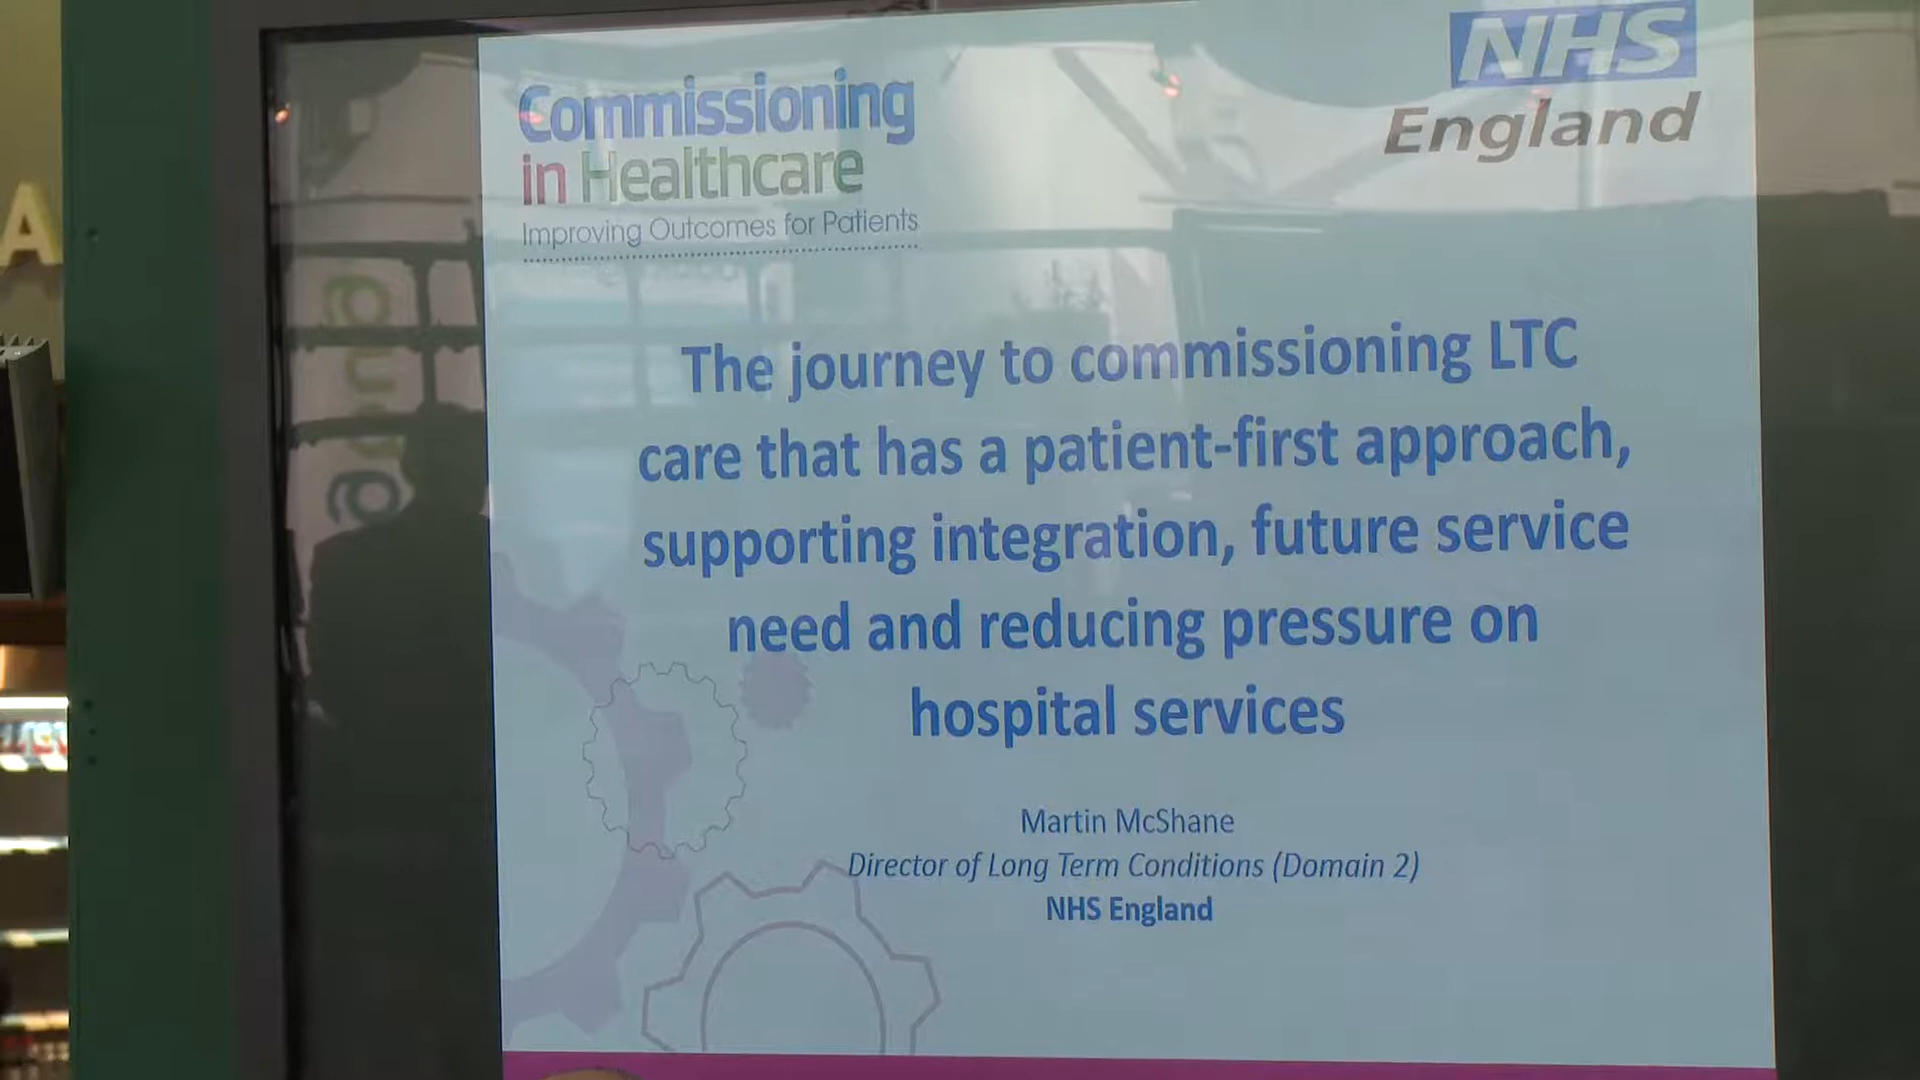 Commissioning
in Healthcare
Improving Outcomes for Patients
NHS
England
The journey to commissioning LTC
care that has a patient-first approach,
supporting integration, future service
need and reducing pressure on
hospital services
Martin McShane
Director of Long Term Conditions (Domain 2)
NHS England
A